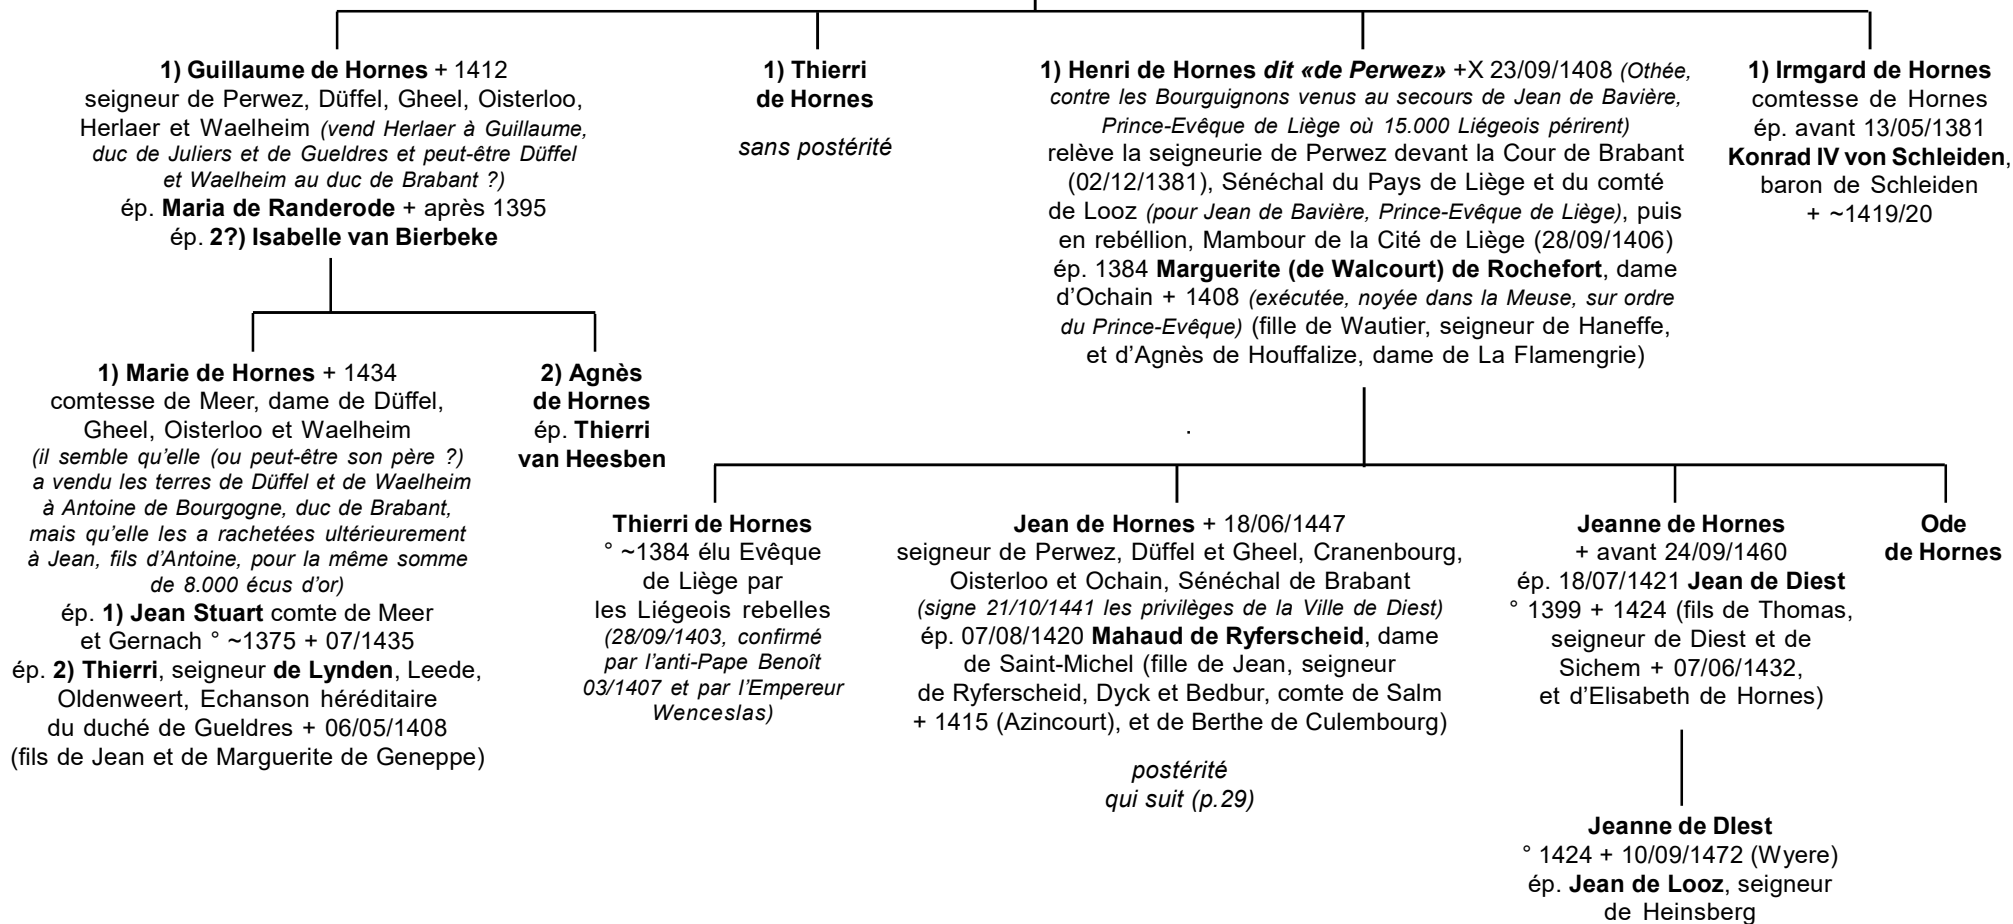 1) Guillaume de Hornes + 1412
seigneur de Perwez, Düffel, Gheel, Oisterloo,
Herlaer et Waelheim (vend Herlaer à Guillaume,
duc de Juliers et de Gueldres et peut-être Düffel
et Waelheim au duc de Brabant ?)
ép. Maria de Randerode + après 1395
ép. 2?) Isabelle van Bierbeke
1) Thierri
de Hornes
sans postérité
1) Henri de Hornes dit «de Perwez» +X 23/09/1408 (Othée,
contre les Bourguignons venus au secours de Jean de Bavière,
Prince-Evêque de Liège où 15.000 Liégeois périrent)
relève la seigneurie de Perwez devant la Cour de Brabant
(02/12/1381), Sénéchal du Pays de Liège et du comté
de Looz (pour Jean de Bavière, Prince-Evêque de Liège), puis
en rebéllion, Mambour de la Cité de Liège (28/09/1406)
ép. 1384 Marguerite (de Walcourt) de Rochefort, dame
d'Ochain + 1408 (exécutée, noyée dans la Meuse, sur ordre
du Prince-Evêque) (fille de Wautier, seigneur de Haneffe,
et d'Agnès de Houffalize, dame de La Flamengrie)
1) Irmgard de Hornes
comtesse de Hornes
ép. avant 13/05/1381
Konrad IV von Schleiden,
baron de Schleiden
+ ~1419/20
1) Marie de Hornes + 1434
comtesse de Meer, dame de Düffel,
Gheel, Oisterloo et Waelheim
(il semble qu'elle (ou peut-être son père ?)
a vendu les terres de Düffel et de Waelheim
à Antoine de Bourgogne, duc de Brabant,
mais qu'elle les a rachetées ultérieurement
à Jean, fils d'Antoine, pour la même somme
de 8.000 écus d'or)
ép. 1) Jean Stuart comte de Meer
et Gernach ° ~1375 + 07/1435
ép. 2) Thierri, seigneur de Lynden, Leede,
Oldenweert, Echanson héréditaire
du duché de Gueldres + 06/05/1408
(fils de Jean et de Marguerite de Geneppe)
2) Agnès
de Hornes
ép. Thierri
van Heesben
Thierri de Hornes
° ~1384 élu Evêque
de Liège par
les Liégeois rebelles
(28/09/1403, confirmé
par l'anti-Pape Benoît
03/1407 et par l'Empereur
Wenceslas)
Jean de Hornes + 18/06/1447
seigneur de Perwez, Düffel et Gheel, Cranenbourg,
Oisterloo et Ochain, Sénéchal de Brabant
(signe 21/10/1441 les privilèges de la Ville de Diest)
ép. 07/08/1420 Mahaud de Ryferscheid, dame
de Saint-Michel (fille de Jean, seigneur
de Ryferscheid, Dyck et Bedbur, comte de Salm
+ 1415 (Azincourt), et de Berthe de Culembourg)
postérité
qui suit (p.29)
Jeanne de Hornes
+ avant 24/09/1460
ép. 18/07/1421 Jean de Diest
° 1399 + 1424 (fils de Thomas,
seigneur de Diest et de
Sichem + 07/06/1432,
et d'Elisabeth de Hornes)
Ode
de Hornes
Jeanne de DIest
° 1424 + 10/09/1472 (Wyere)
ép. Jean de Looz, seigneur
de Heinsberg